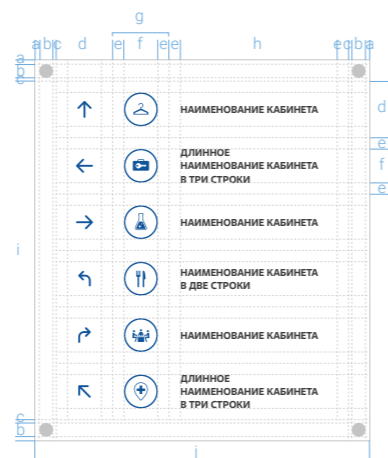 g
a b c d e f e e h e c b a
a
b
c
НАИМЕНОВАНИЕ КАБИНЕТА
d
ДЛИННОЕ
НАИМЕНОВАНИЕ КАБИНЕТА
В ТРИ СТРОКИ
e
f
e
НАИМЕНОВАНИЕ КАБИНЕТА
i
НАИМЕНОВАНИЕ КАБИНЕТА
В ДВЕ СТРОКИ
НАИМЕНОВАНИЕ КАБИНЕТА
ДЛИННОЕ
НАИМЕНОВАНИЕ КАБИНЕТА
В ТРИ СТРОКИ
c
b